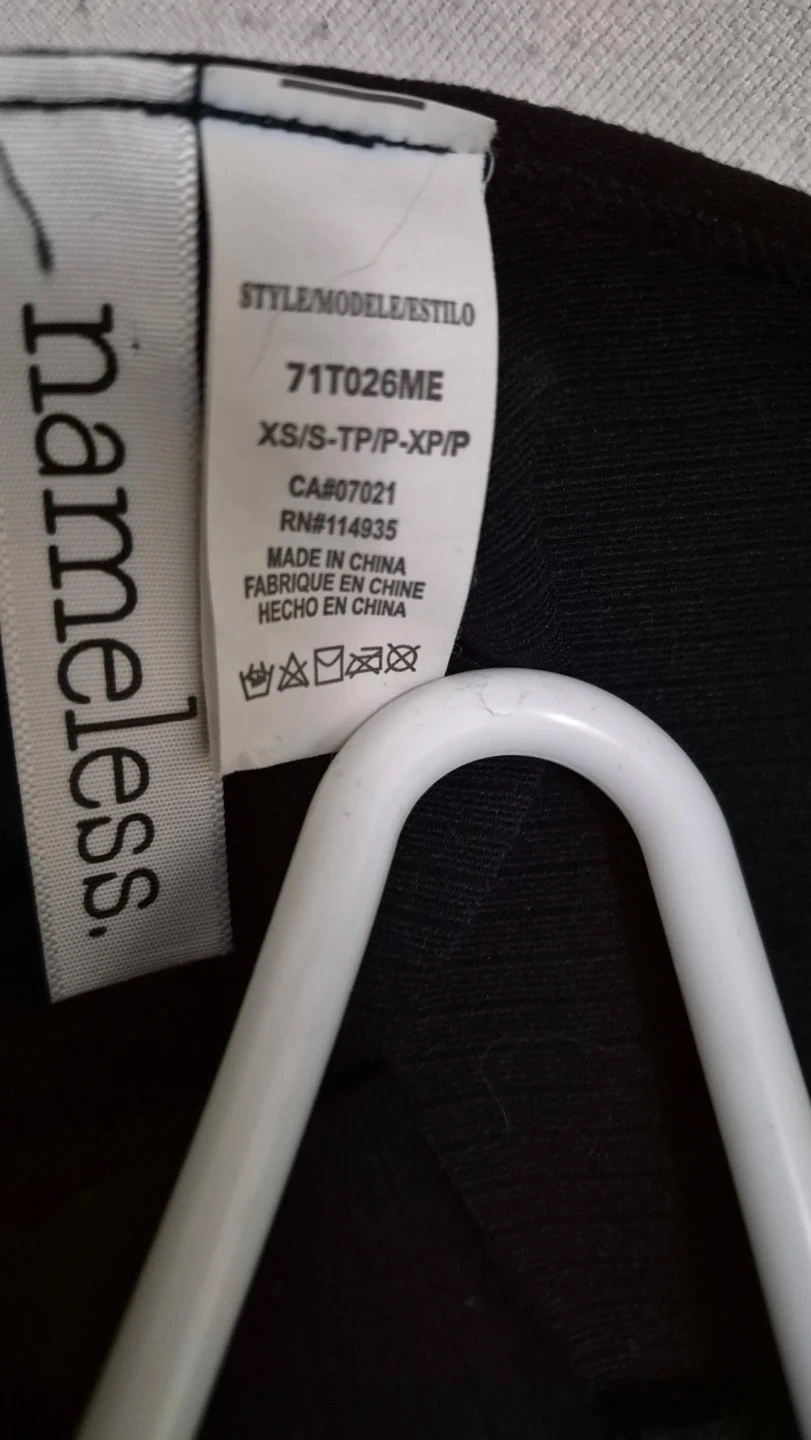 nameless.
STYLE/MODELE/ESTILO
71T026ME
XS/S-TP/P-XP/P
CA#07021
RN#114935
MADE IN CHINA
FABRIQUE EN CHINE
HECHO EN CHINA